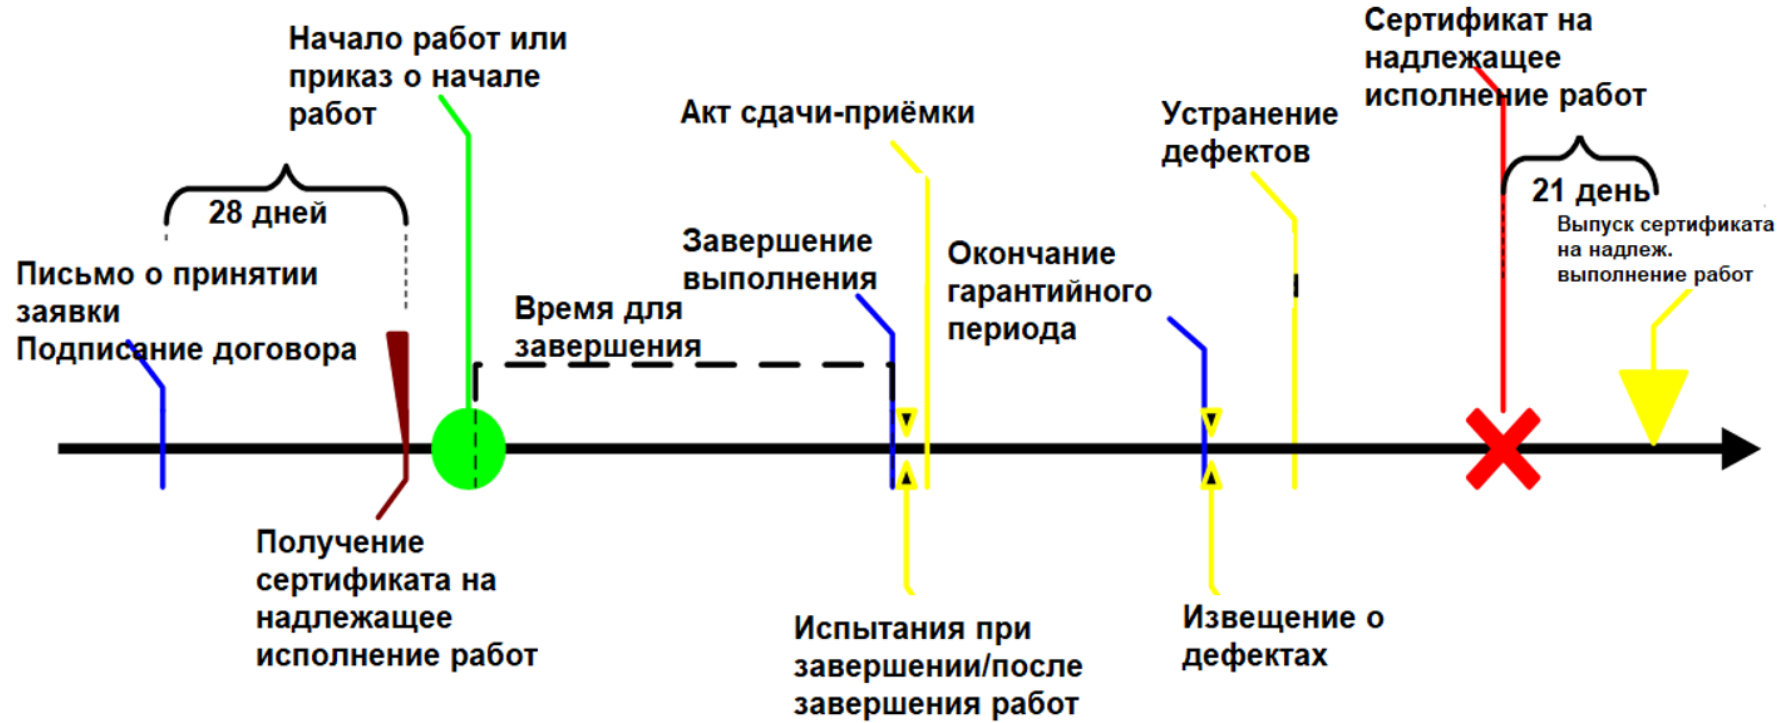 Начало работ или
приказ о начале
работ
Сертификат на
надлежащее
исполнение работ
Акт сдачи-приёмки
Устранение
дефектов
28 дней
21 день
Письмо о принятии
заявки
Подписание договора
Время для
завершения
Завершение
выполнения
Окончание
гарантийного
периода
Выпуск сертификата
на надлеж.
выполнение работ
Получение
сертификата на
надлежащее
исполнение работ
Испытания при
завершении/после
завершения работ
Извещение о
дефектах